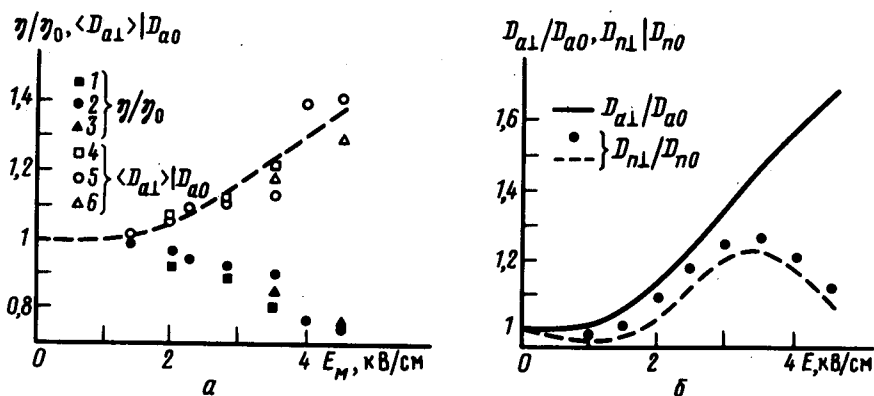 η/η₀, ⟨D_a⊥⟩|D_a0
1,4
1,2
1
0,8
■ 1
● 2
▲ 3
} η/η₀
□ 4
○ 5
△ 6
} ⟨D_a⊥⟩|D_a0
0 2 4 E_м, кВ/см
а
D_a⊥/D_a0, D_n⊥|D_n0
1,6
1,4
1,2
1
D_a⊥/D_a0
} D_n⊥/D_n0
0 2 4 E, кВ/см
б